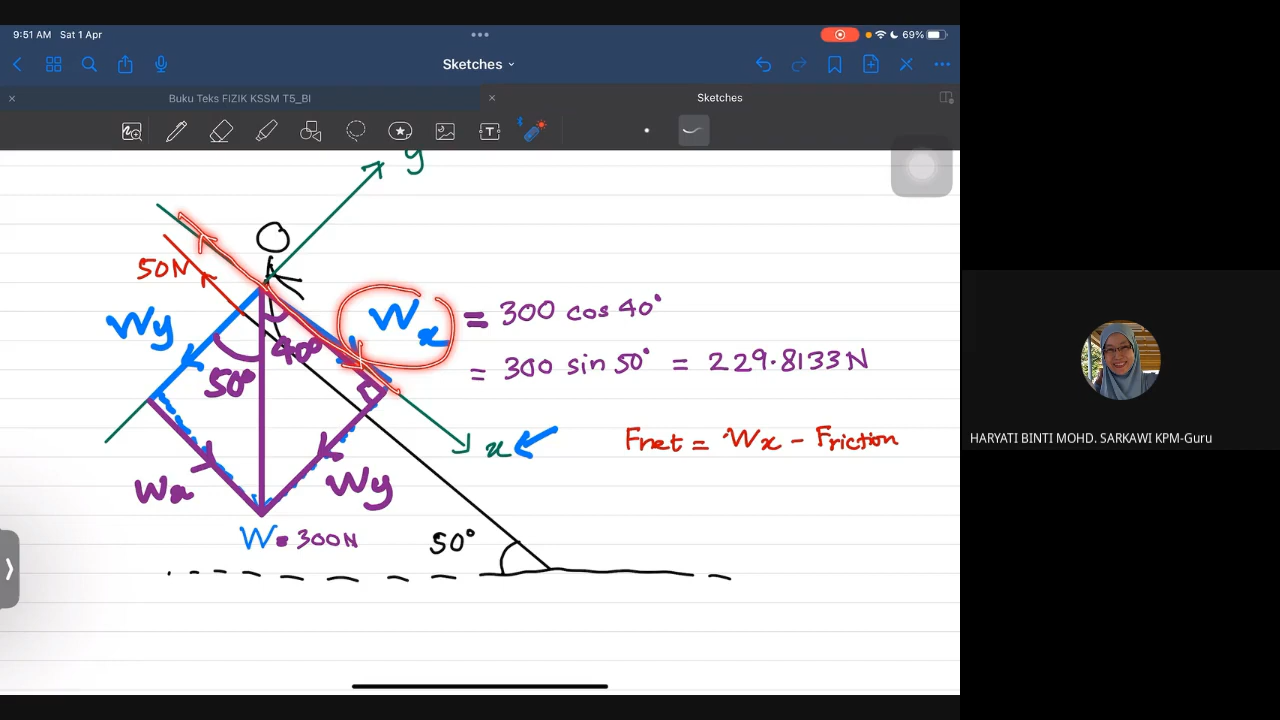 9:51 AM Sat 1 Apr
69%
Sketches
Buku Teks FIZIK KSSM T5_BI
Sketches
y
50N
Wy
Wx = 300 cos 40°
40°
50°
= 300 sin 50° = 229.8133N
Fnet = Wx - Friction
x
Wx
Wy
W = 300N
50°
HARYATI BINTI MOHD. SARKAWI KPM-Guru